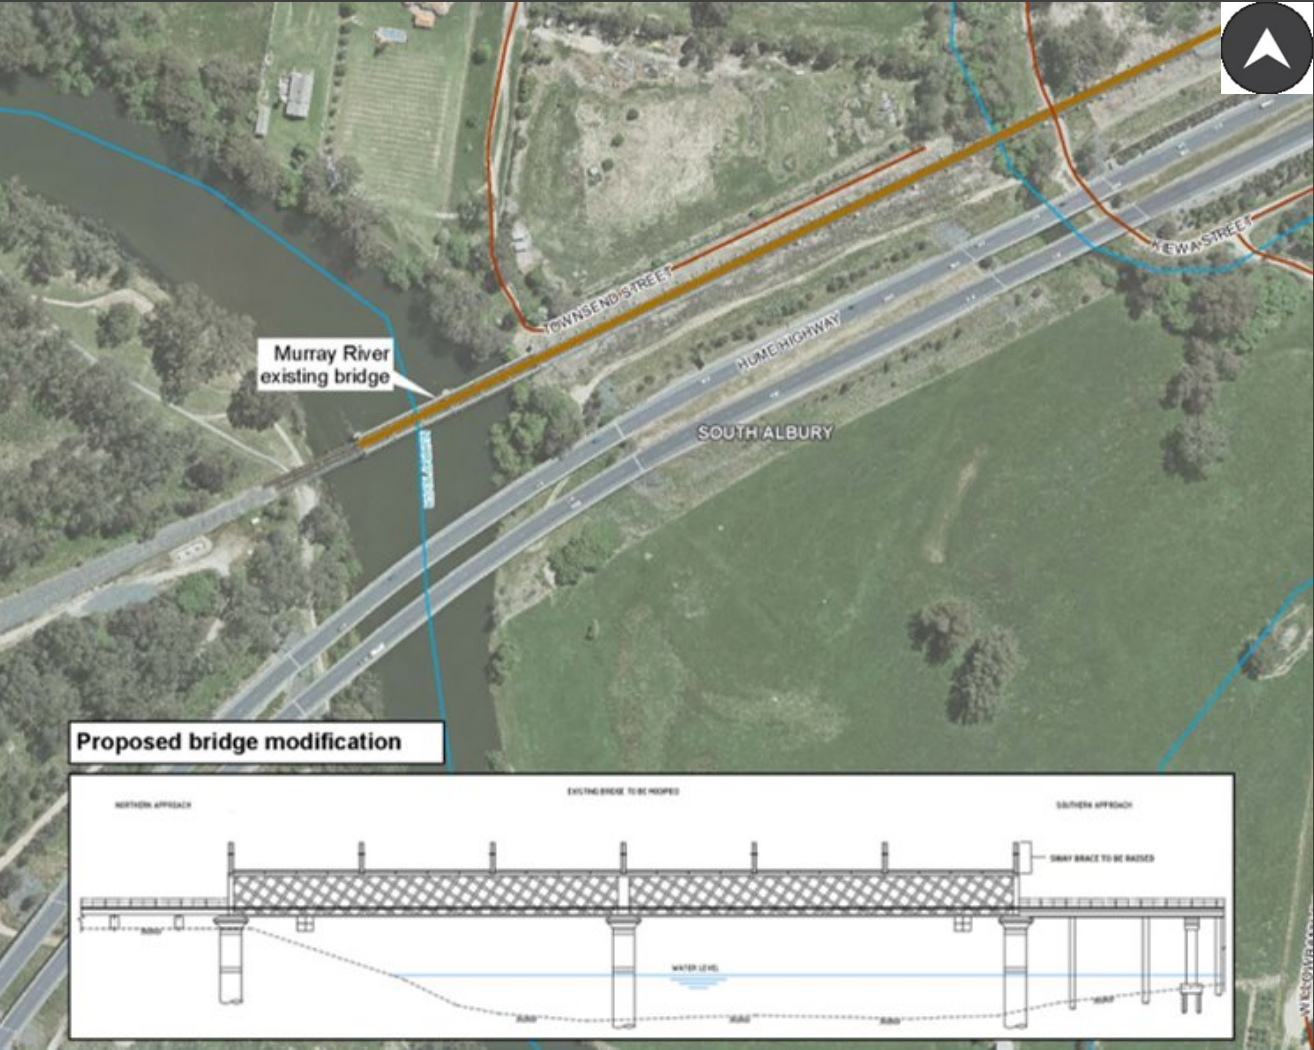 TOWNSEND STREET
KIEWA STREET
HUME HIGHWAY
Murray River
existing bridge
SOUTH ALBURY
Proposed bridge modification
EXISTING BRIDGE TO BE MODIFIED
NORTHERN APPROACH
SOUTHERN APPROACH
SWAY BRACE TO BE RAISED
WATER LEVEL